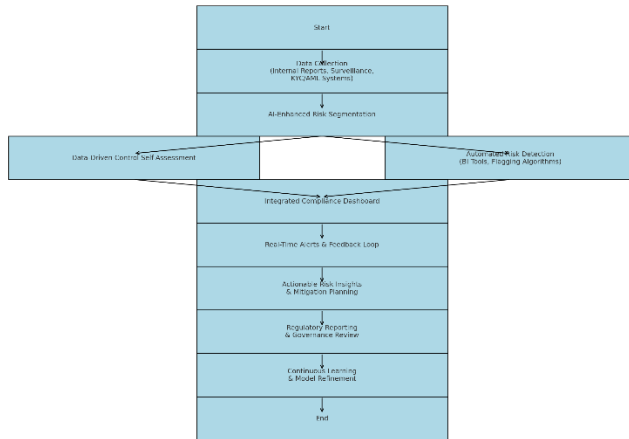 Start
Data Collection
(Internal Reports, Surveillance,
KYC/AML Systems)
AI-Enhanced Risk Segmentation
Data Driven Control Self Assessment
Automated Risk Detection
(BI Tools, Flagging Algorithms)
Integrated Compliance Dashboard
Real-Time Alerts & Feedback Loop
Actionable Risk Insights
& Mitigation Planning
Regulatory Reporting
& Governance Review
Continuous Learning
& Model Refinement
End